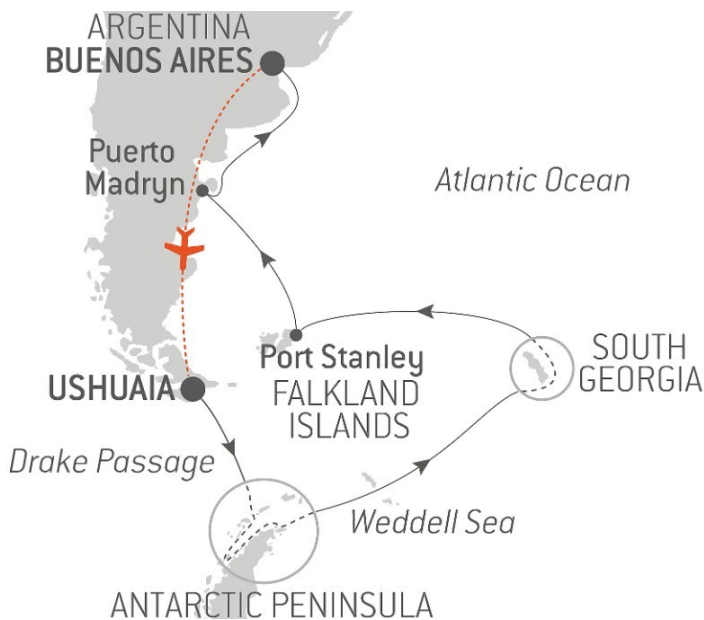 ARGENTINA
BUENOS AIRES
Puerto
Madryn
Atlantic Ocean
Port Stanley
FALKLAND
ISLANDS
SOUTH
GEORGIA
USHUAIA
Drake Passage
Weddell Sea
ANTARCTIC PENINSULA